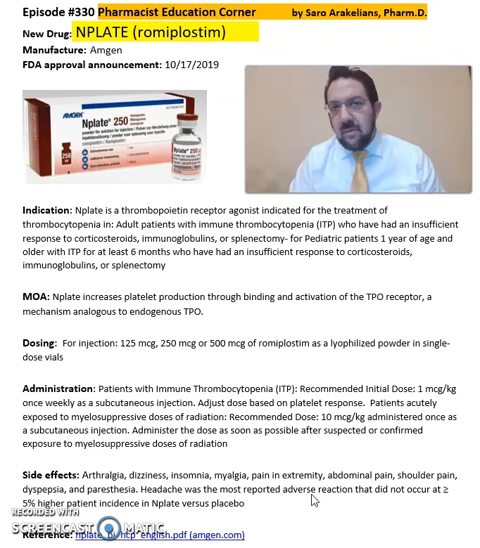 Episode #330 Pharmacist Education Corner by Saro Arakelians, Pharm.D.
New Drug: NPLATE (romiplostim)
Manufacture: Amgen
FDA approval announcement: 10/17/2019
AMGEN
Nplate® 250
250
Nplate® 250
Indication: Nplate is a thrombopoietin receptor agonist indicated for the treatment of
thrombocytopenia in: Adult patients with immune thrombocytopenia (ITP) who have had an insufficient
response to corticosteroids, immunoglobulins, or splenectomy- for Pediatric patients 1 year of age and
older with ITP for at least 6 months who have had an insufficient response to corticosteroids,
immunoglobulins, or splenectomy
MOA: Nplate increases platelet production through binding and activation of the TPO receptor, a
mechanism analogous to endogenous TPO.
Dosing: For injection: 125 mcg, 250 mcg or 500 mcg of romiplostim as a lyophilized powder in single-
dose vials
Administration: Patients with Immune Thrombocytopenia (ITP): Recommended Initial Dose: 1 mcg/kg
once weekly as a subcutaneous injection. Adjust dose based on platelet response. Patients acutely
exposed to myelosuppressive doses of radiation: Recommended Dose: 10 mcg/kg administered once as
a subcutaneous injection. Administer the dose as soon as possible after suspected or confirmed
exposure to myelosuppressive doses of radiation
Side effects: Arthralgia, dizziness, insomnia, myalgia, pain in extremity, abdominal pain, shoulder pain,
dyspepsia, and paresthesia. Headache was the most reported adverse reaction that did not occur at ≥
5% higher patient incidence in Nplate versus placebo
RECORDED WITH
SCREENCAST MATIC
Reference: nplate_pi_hcp_english.pdf (amgen.com)